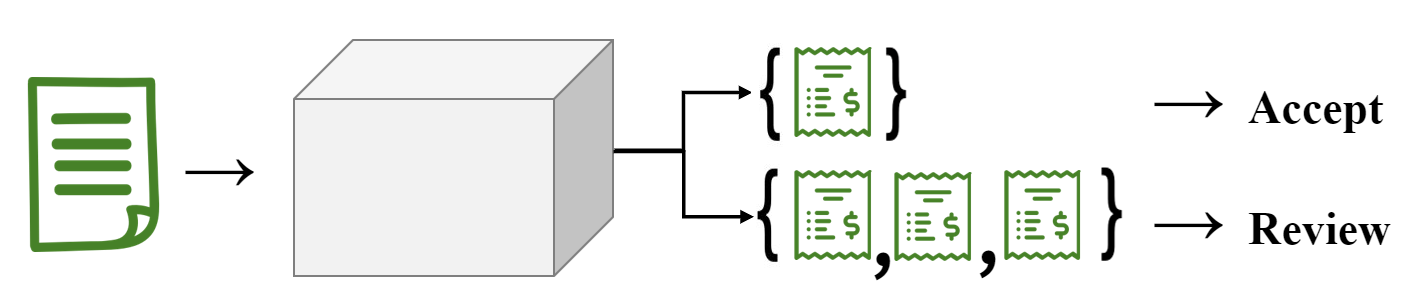 { $ } → Accept
{ $ , $ , $ } → Review